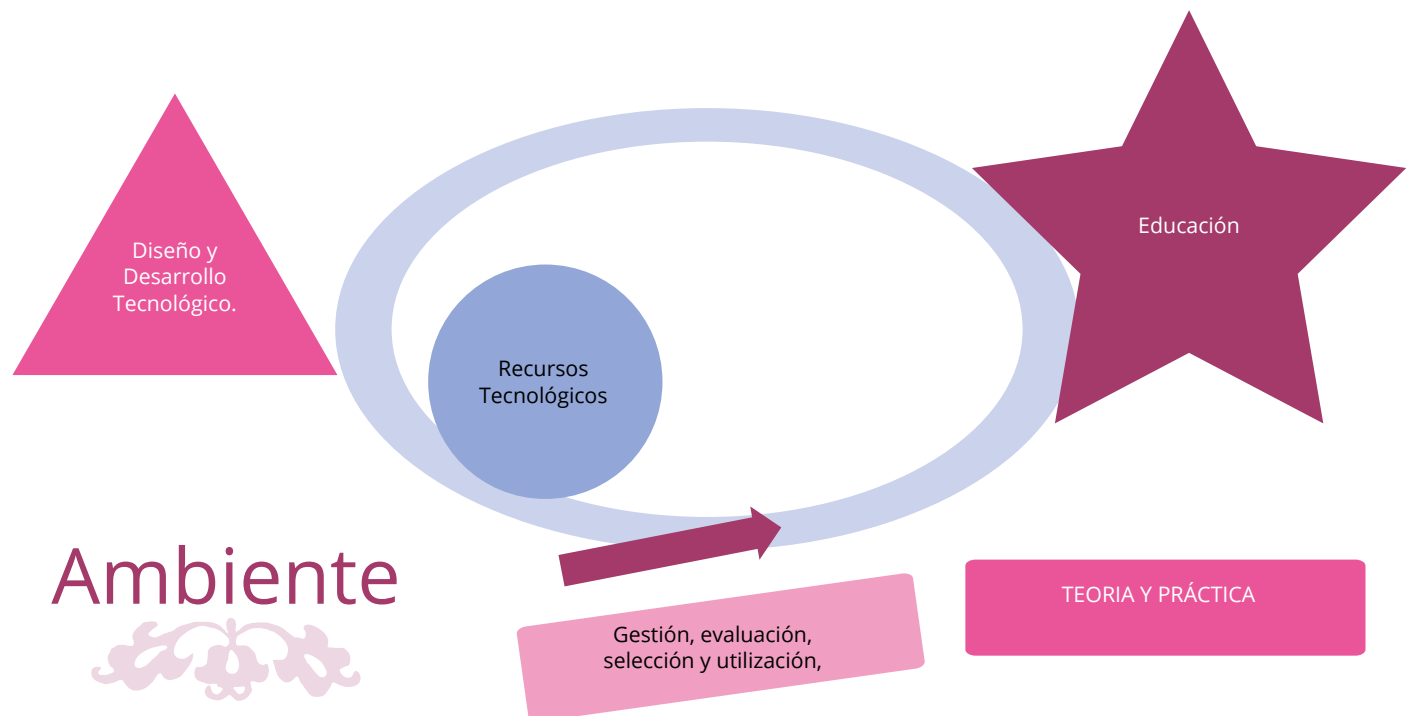 Diseño y
Desarrollo
Tecnológico.
Educación
Recursos
Tecnológicos
Ambiente
Gestión, evaluación,
selección y utilización,
TEORIA Y PRÁCTICA